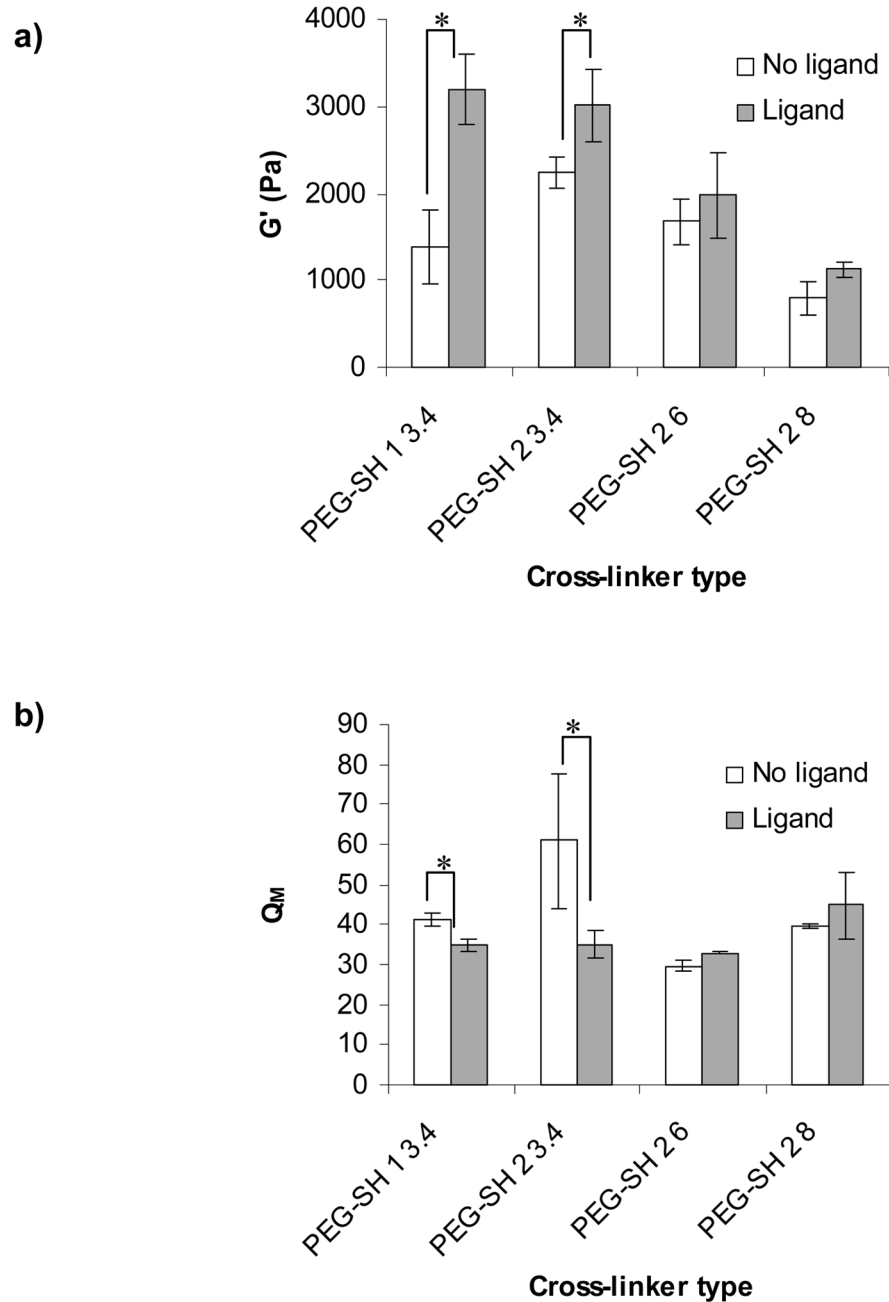 a)
G' (Pa)
4000
3000
2000
1000
0
*
*
No ligand
Ligand
PEG-SH 1 3.4
PEG-SH 2 3.4
PEG-SH 2 6
PEG-SH 2 8
Cross-linker type
b)
QM
90
80
70
60
50
40
30
20
10
0
*
*
No ligand
Ligand
PEG-SH 1 3.4
PEG-SH 2 3.4
PEG-SH 2 6
PEG-SH 2 8
Cross-linker type